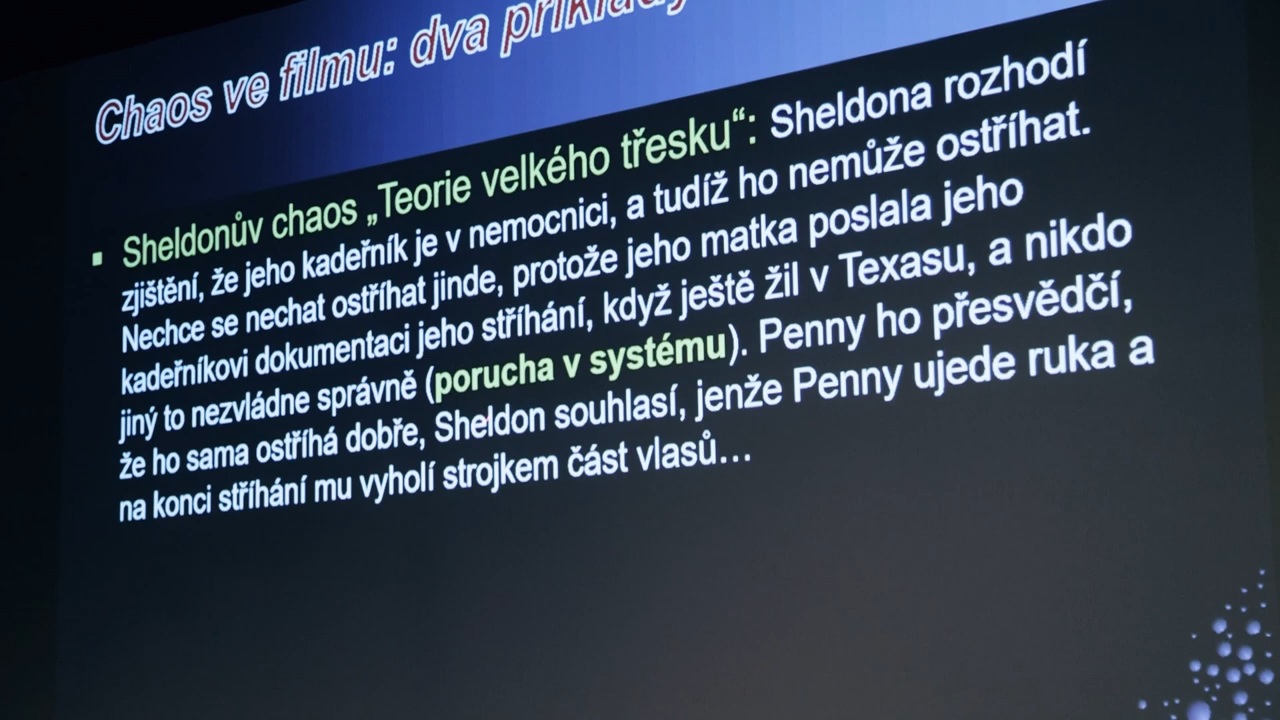 Chaos ve filmu: dva příklady
▪ Sheldonův chaos „Teorie velkého třesku“: Sheldona rozhodí
zjištění, že jeho kadeřník je v nemocnici, a tudíž ho nemůže ostříhat.
Nechce se nechat ostříhat jinde, protože jeho matka poslala jeho
kadeřníkovi dokumentaci jeho stříhání, když ještě žil v Texasu, a nikdo
jiný to nezvládne správně (porucha v systému). Penny ho přesvědčí,
že ho sama ostříhá dobře, Sheldon souhlasí, jenže Penny ujede ruka a
na konci stříhání mu vyholí strojkem část vlasů…